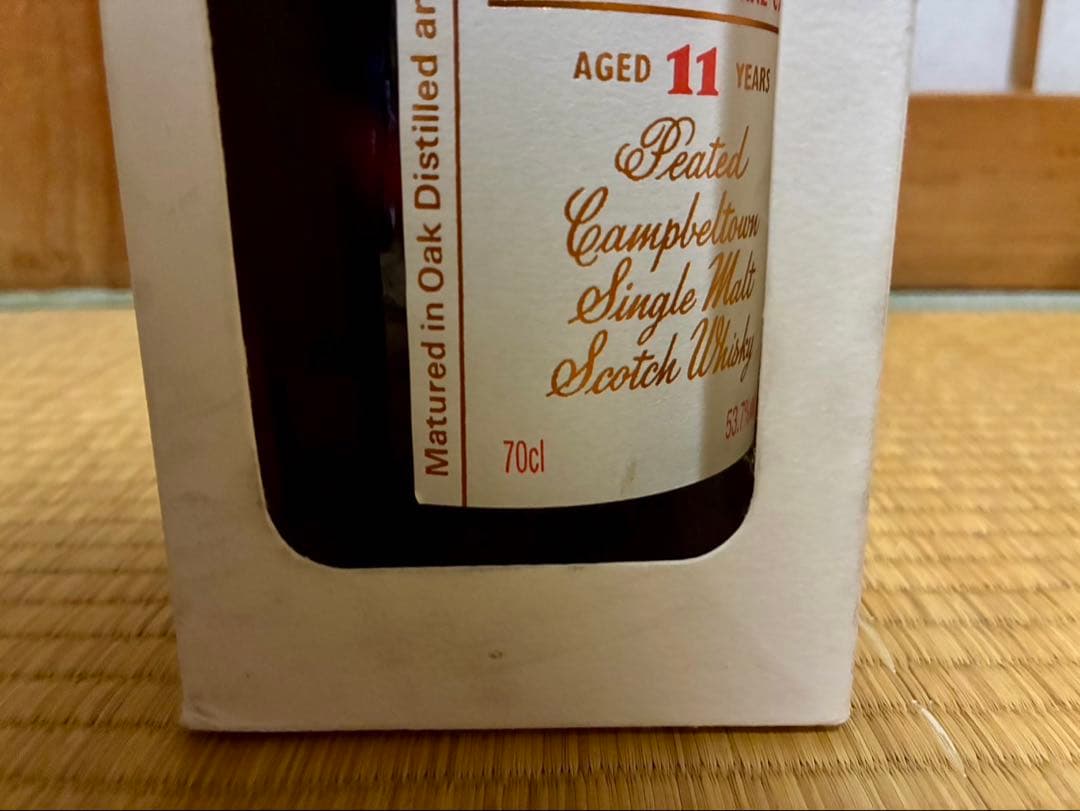 Matured in Oak Distilled
AGED 11 YEARS
Peated
Campbeltown
Single Malt
Scotch Whisky
70cl